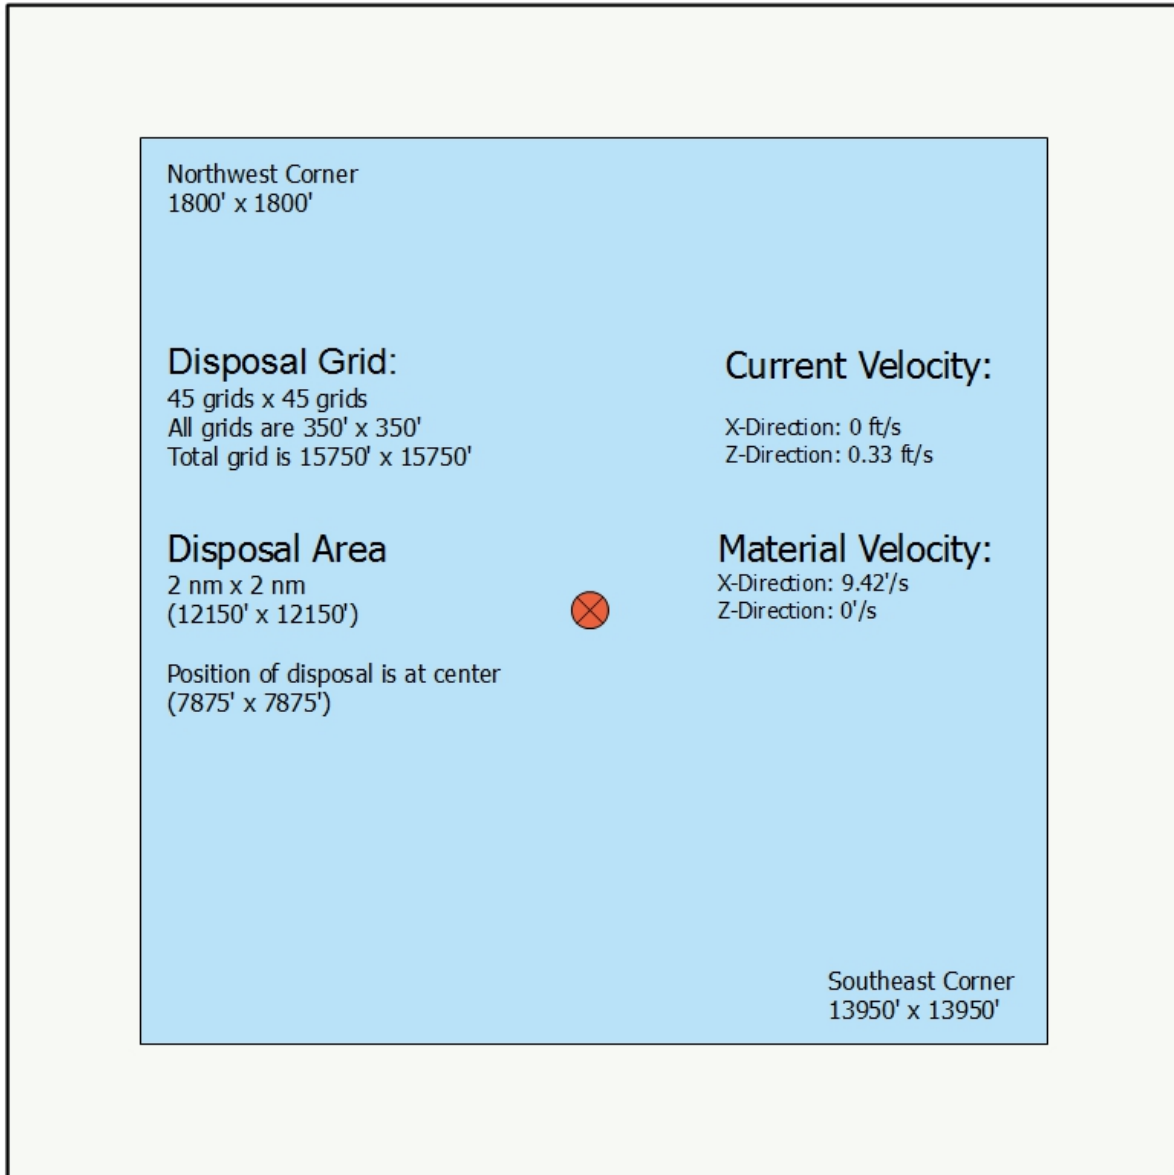 Northwest Corner
1800' x 1800'
Disposal Grid:
45 grids x 45 grids
All grids are 350' x 350'
Total grid is 15750' x 15750'
Current Velocity:
X-Direction: 0 ft/s
Z-Direction: 0.33 ft/s
Disposal Area
2 nm x 2 nm
(12150' x 12150')
Position of disposal is at center
(7875' x 7875')
Material Velocity:
X-Direction: 9.42'/s
Z-Direction: 0'/s
Southeast Corner
13950' x 13950'